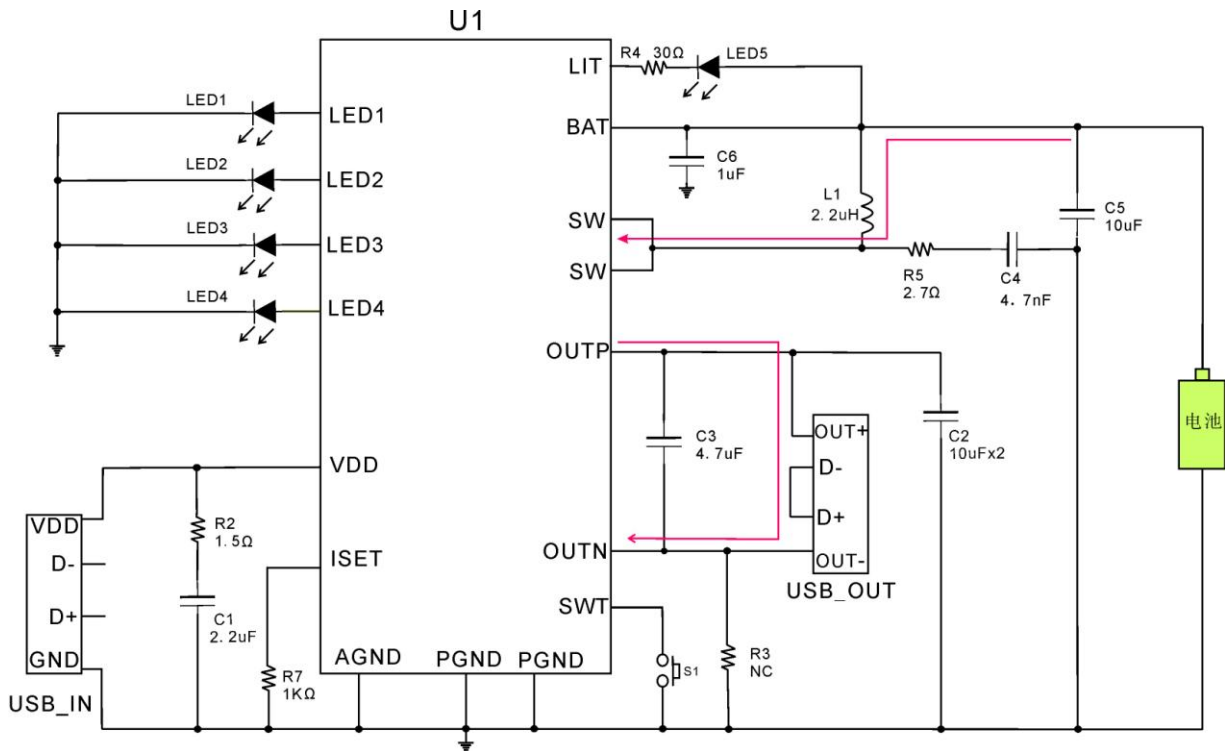 U1
R4 30Ω
LED5
LIT
LED1
LED1
BAT
LED2
LED2
C6
1uF
L1
2.2uH
C5
10uF
SW
LED3
LED3
SW
R5
2.7Ω
C4
4.7nF
LED4
LED4
OUTP
C3
4.7uF
OUT+
D-
D+
OUT-
USB_OUT
C2
10uFx2
电池
VDD
VDD
D-
D+
GND
USB_IN
R2
1.5Ω
C1
2.2uF
ISET
R7
1KΩ
OUTN
SWT
S1
R3
NC
AGND
PGND
PGND